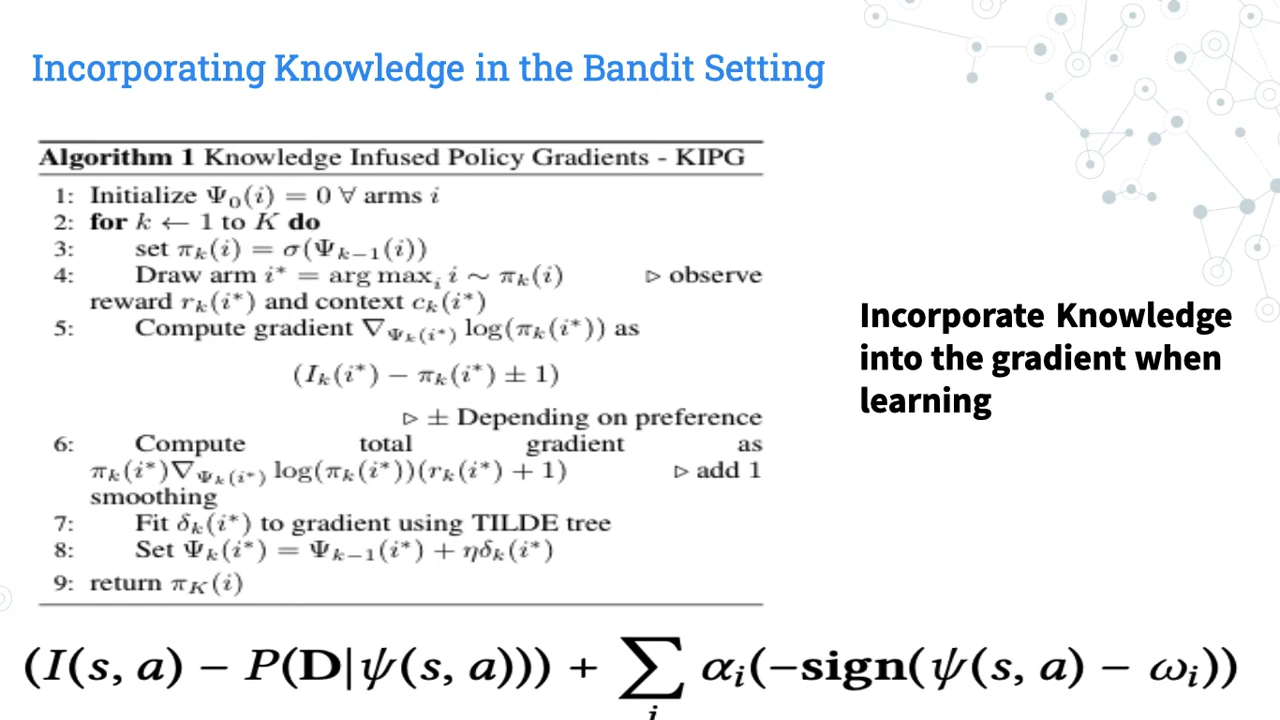 Incorporating Knowledge in the Bandit Setting
Algorithm 1 Knowledge Infused Policy Gradients - KIPG
1: Initialize Ψ₀(i) = 0 ∀ arms i
2: for k ← 1 to K do
3: set πₖ(i) = σ(Ψₖ₋₁(i))
4: Draw arm i* = arg maxᵢ i ∼ πₖ(i) ▷ observe
reward rₖ(i*) and context cₖ(i*)
5: Compute gradient ∇_Ψₖ(i*) log(πₖ(i*)) as
(Iₖ(i*) − πₖ(i*) ± 1)
▷ ± Depending on preference
6: Compute total gradient as
πₖ(i*)∇_Ψₖ(i*) log(πₖ(i*))(rₖ(i*) + 1) ▷ add 1
smoothing
7: Fit δₖ(i*) to gradient using TILDE tree
8: Set Ψₖ(i*) = Ψₖ₋₁(i*) + ηδₖ(i*)
9: return π_K(i)
Incorporate Knowledge
into the gradient when
learning
(I(s, a) − P(D|ψ(s, a))) + ∑ᵢ αᵢ(−sign(ψ(s, a) − ωᵢ))